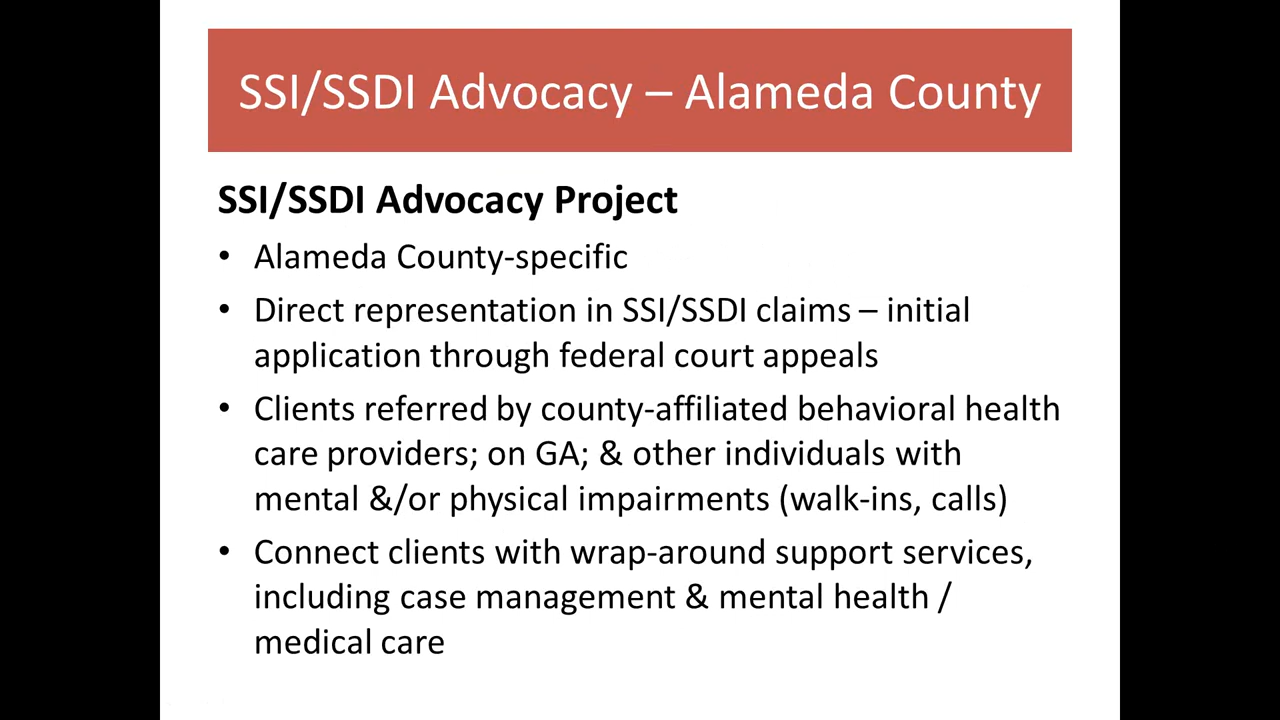 SSI/SSDI Advocacy – Alameda County
SSI/SSDI Advocacy Project
• Alameda County-specific
• Direct representation in SSI/SSDI claims – initial
application through federal court appeals
• Clients referred by county-affiliated behavioral health
care providers; on GA; & other individuals with
mental &/or physical impairments (walk-ins, calls)
• Connect clients with wrap-around support services,
including case management & mental health /
medical care